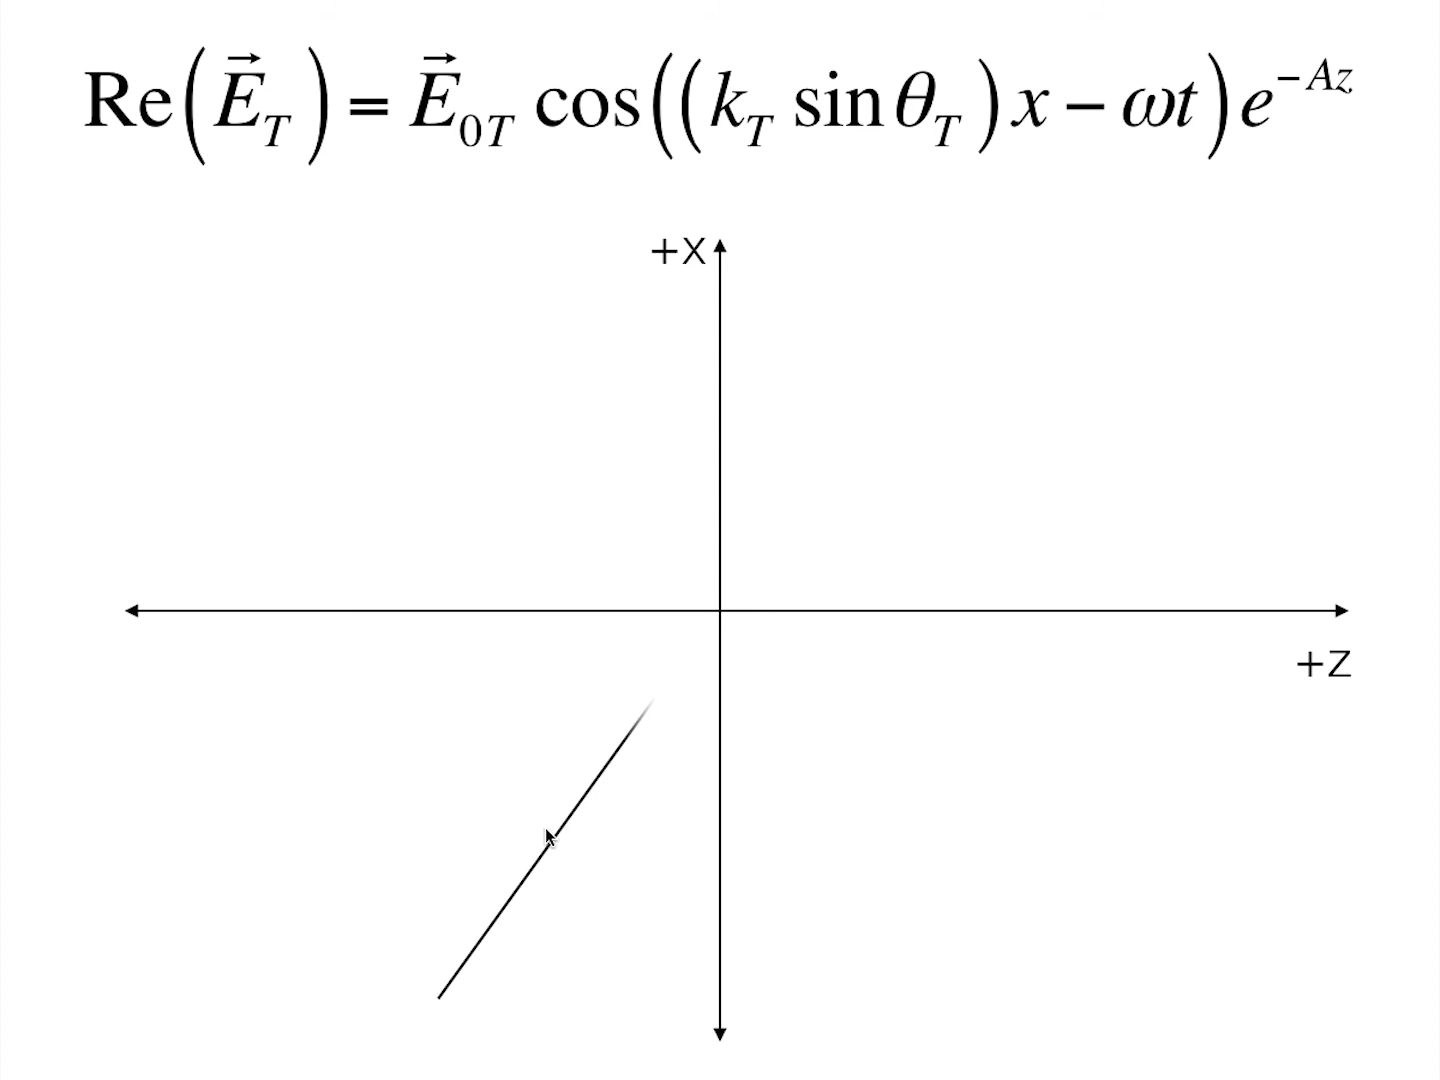 Re(E⃗_T) = E⃗_0T cos((k_T sin θ_T)x − ωt)e^−Az
+X
+Z